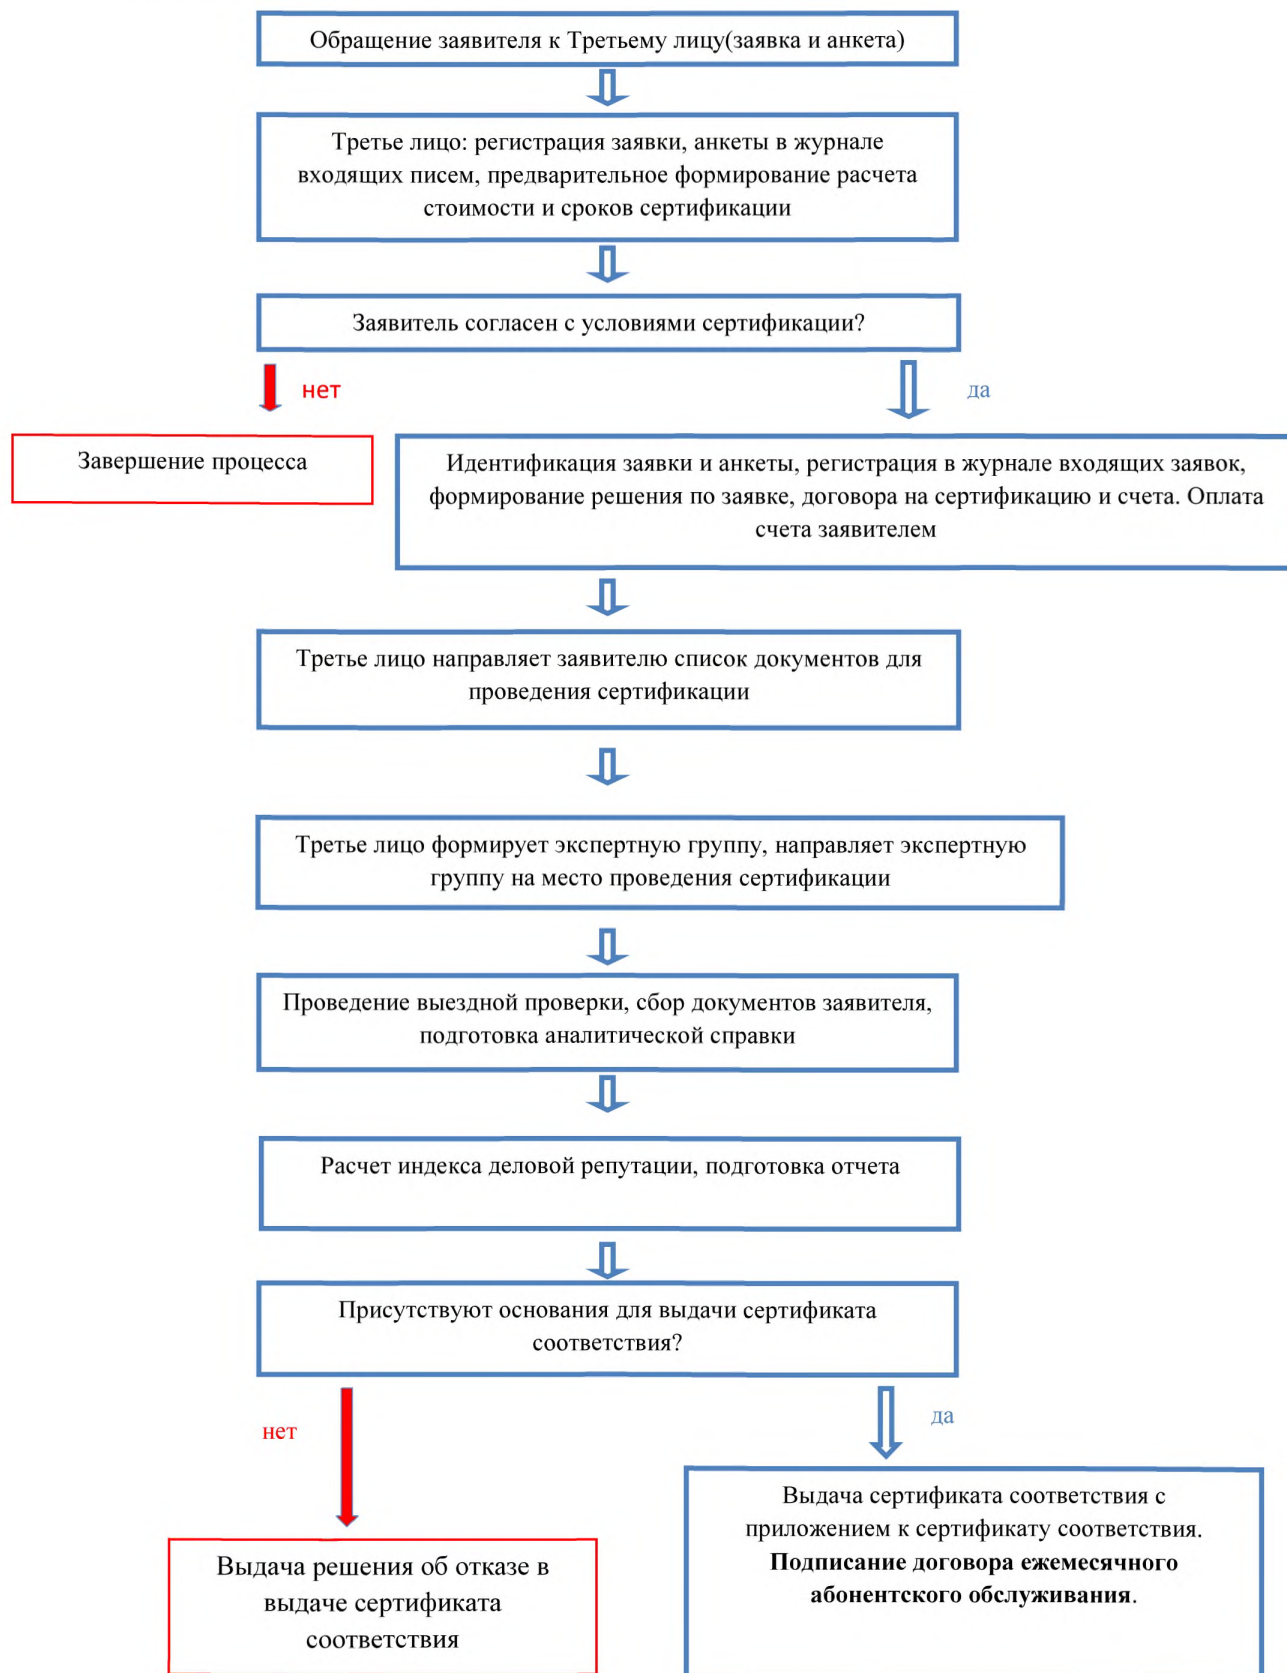 Обращение заявителя к Третьему лицу(заявка и анкета)
Третье лицо: регистрация заявки, анкеты в журнале
входящих писем, предварительное формирование расчета
стоимости и сроков сертификации
Заявитель согласен с условиями сертификации?
нет
да
Завершение процесса
Идентификация заявки и анкеты, регистрация в журнале входящих заявок,
формирование решения по заявке, договора на сертификацию и счета. Оплата
счета заявителем
Третье лицо направляет заявителю список документов для
проведения сертификации
Третье лицо формирует экспертную группу, направляет экспертную
группу на место проведения сертификации
Проведение выездной проверки, сбор документов заявителя,
подготовка аналитической справки
Расчет индекса деловой репутации, подготовка отчета
Присутствуют основания для выдачи сертификата
соответствия?
нет
да
Выдача решения об отказе в
выдаче сертификата
соответствия
Выдача сертификата соответствия с
приложением к сертификату соответствия.
Подписание договора ежемесячного
абонентского обслуживания.